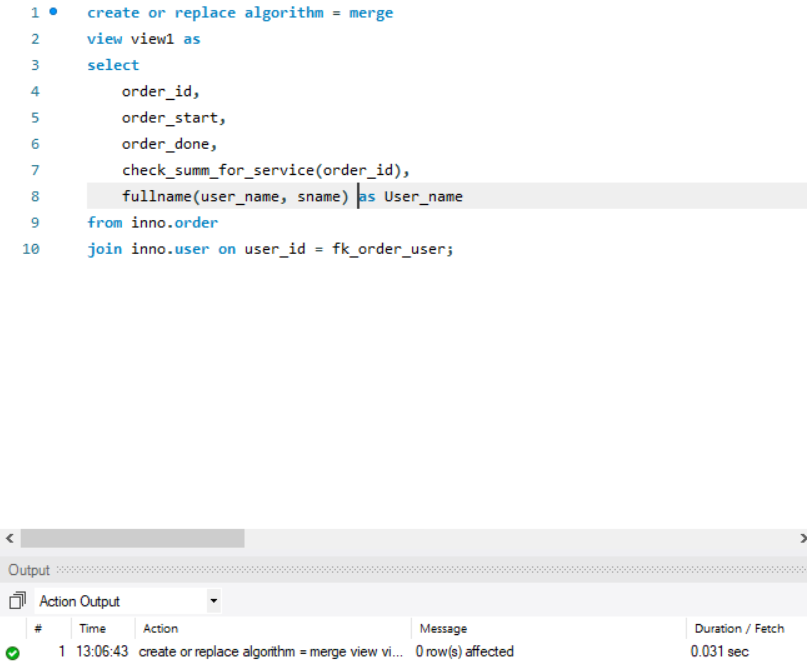 1 create or replace algorithm = merge
2 view view1 as
3 select
4 order_id,
5 order_start,
6 order_done,
7 check_summ_for_service(order_id),
8 fullname(user_name, sname) as User_name
9 from inno.order
10 join inno.user on user_id = fk_order_user;
Output
Action Output
# Time Action Message Duration / Fetch
1 13:06:43 create or replace algorithm = merge view vi... 0 row(s) affected 0.031 sec